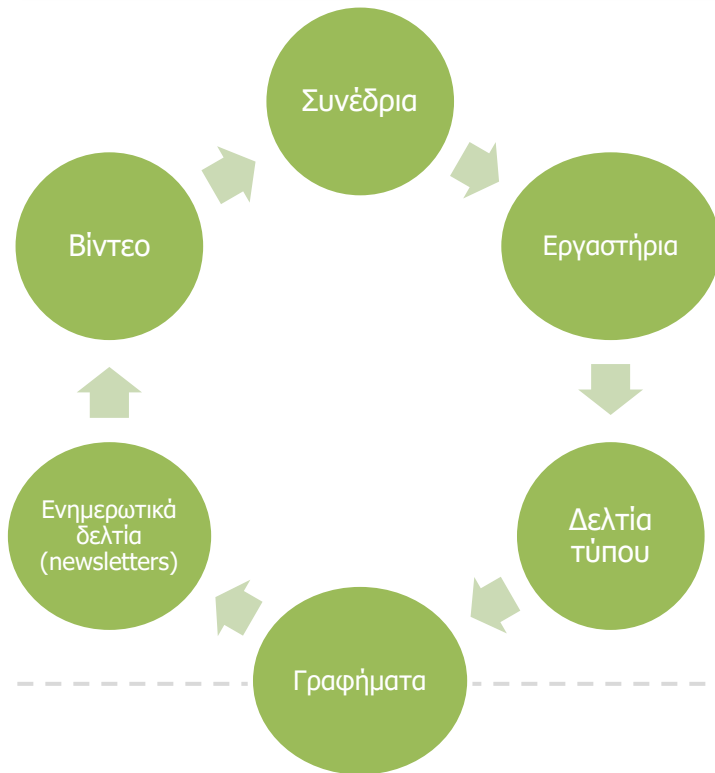 Συνέδρια
Εργαστήρια
Δελτία
τύπου
Γραφήματα
Ενημερωτικά
δελτία
(newsletters)
Βίντεο